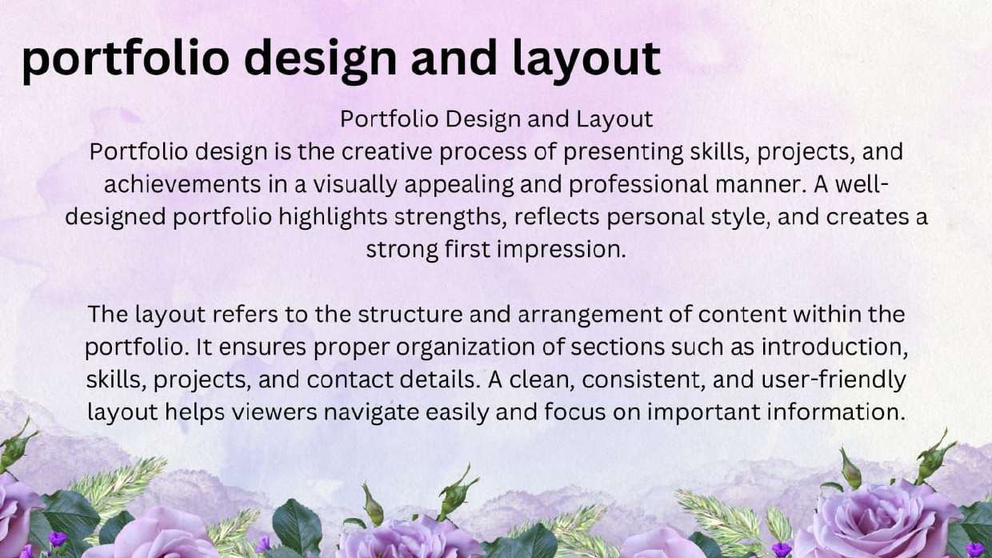 portfolio design and layout
Portfolio Design and Layout
Portfolio design is the creative process of presenting skills, projects, and
achievements in a visually appealing and professional manner. A well-
designed portfolio highlights strengths, reflects personal style, and creates a
strong first impression.
The layout refers to the structure and arrangement of content within the
portfolio. It ensures proper organization of sections such as introduction,
skills, projects, and contact details. A clean, consistent, and user-friendly
layout helps viewers navigate easily and focus on important information.